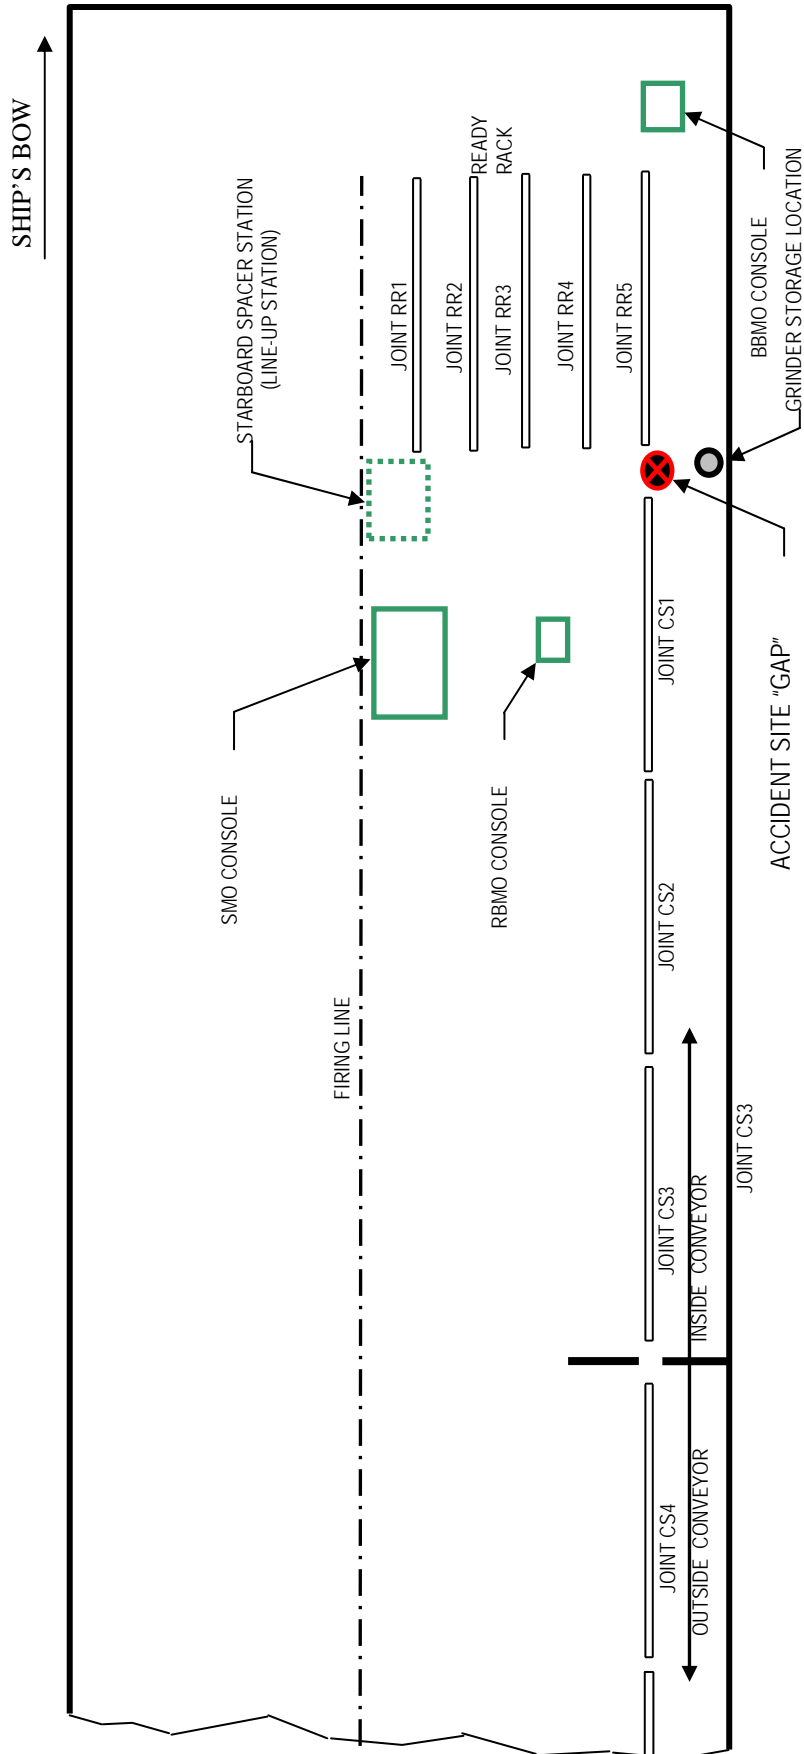 SHIP'S BOW
STARBOARD SPACER STATION
(LINE-UP STATION)
READY
RACK
JOINT RR1
JOINT RR2
JOINT RR3
JOINT RR4
JOINT RR5
BBMO CONSOLE
GRINDER STORAGE LOCATION
ACCIDENT SITE "GAP"
SMO CONSOLE
RBMO CONSOLE
FIRING LINE
JOINT CS1
JOINT CS2
JOINT CS3
JOINT CS3
INSIDE CONVEYOR
JOINT CS4
OUTSIDE CONVEYOR